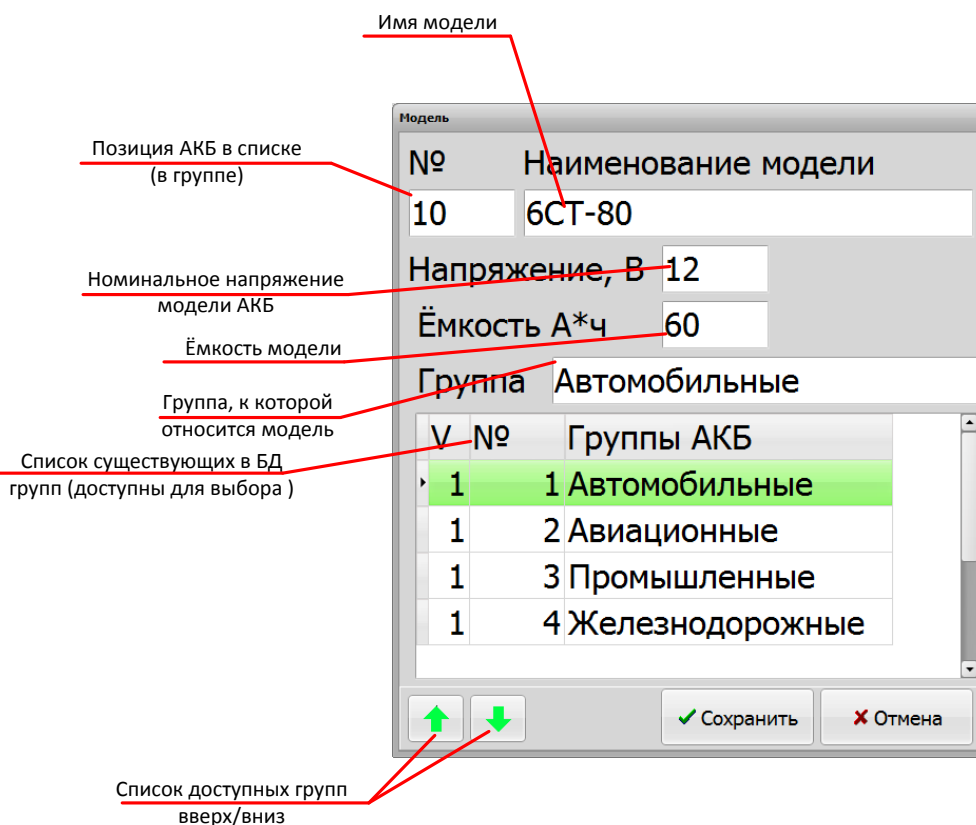 Имя модели
Модель
Позиция АКБ в списке
(в группе)
№ Наименование модели
10 6СТ-80
Номинальное напряжение
модели АКБ
Напряжение, В 12
Ёмкость модели
Ёмкость А*ч 60
Группа, к которой
относится модель
Группа Автомобильные
Список существующих в БД
групп (доступны для выбора )
V № Группы АКБ
1 1 Автомобильные
1 2 Авиационные
1 3 Промышленные
1 4 Железнодорожные
Сохранить Отмена
Список доступных групп
вверх/вниз